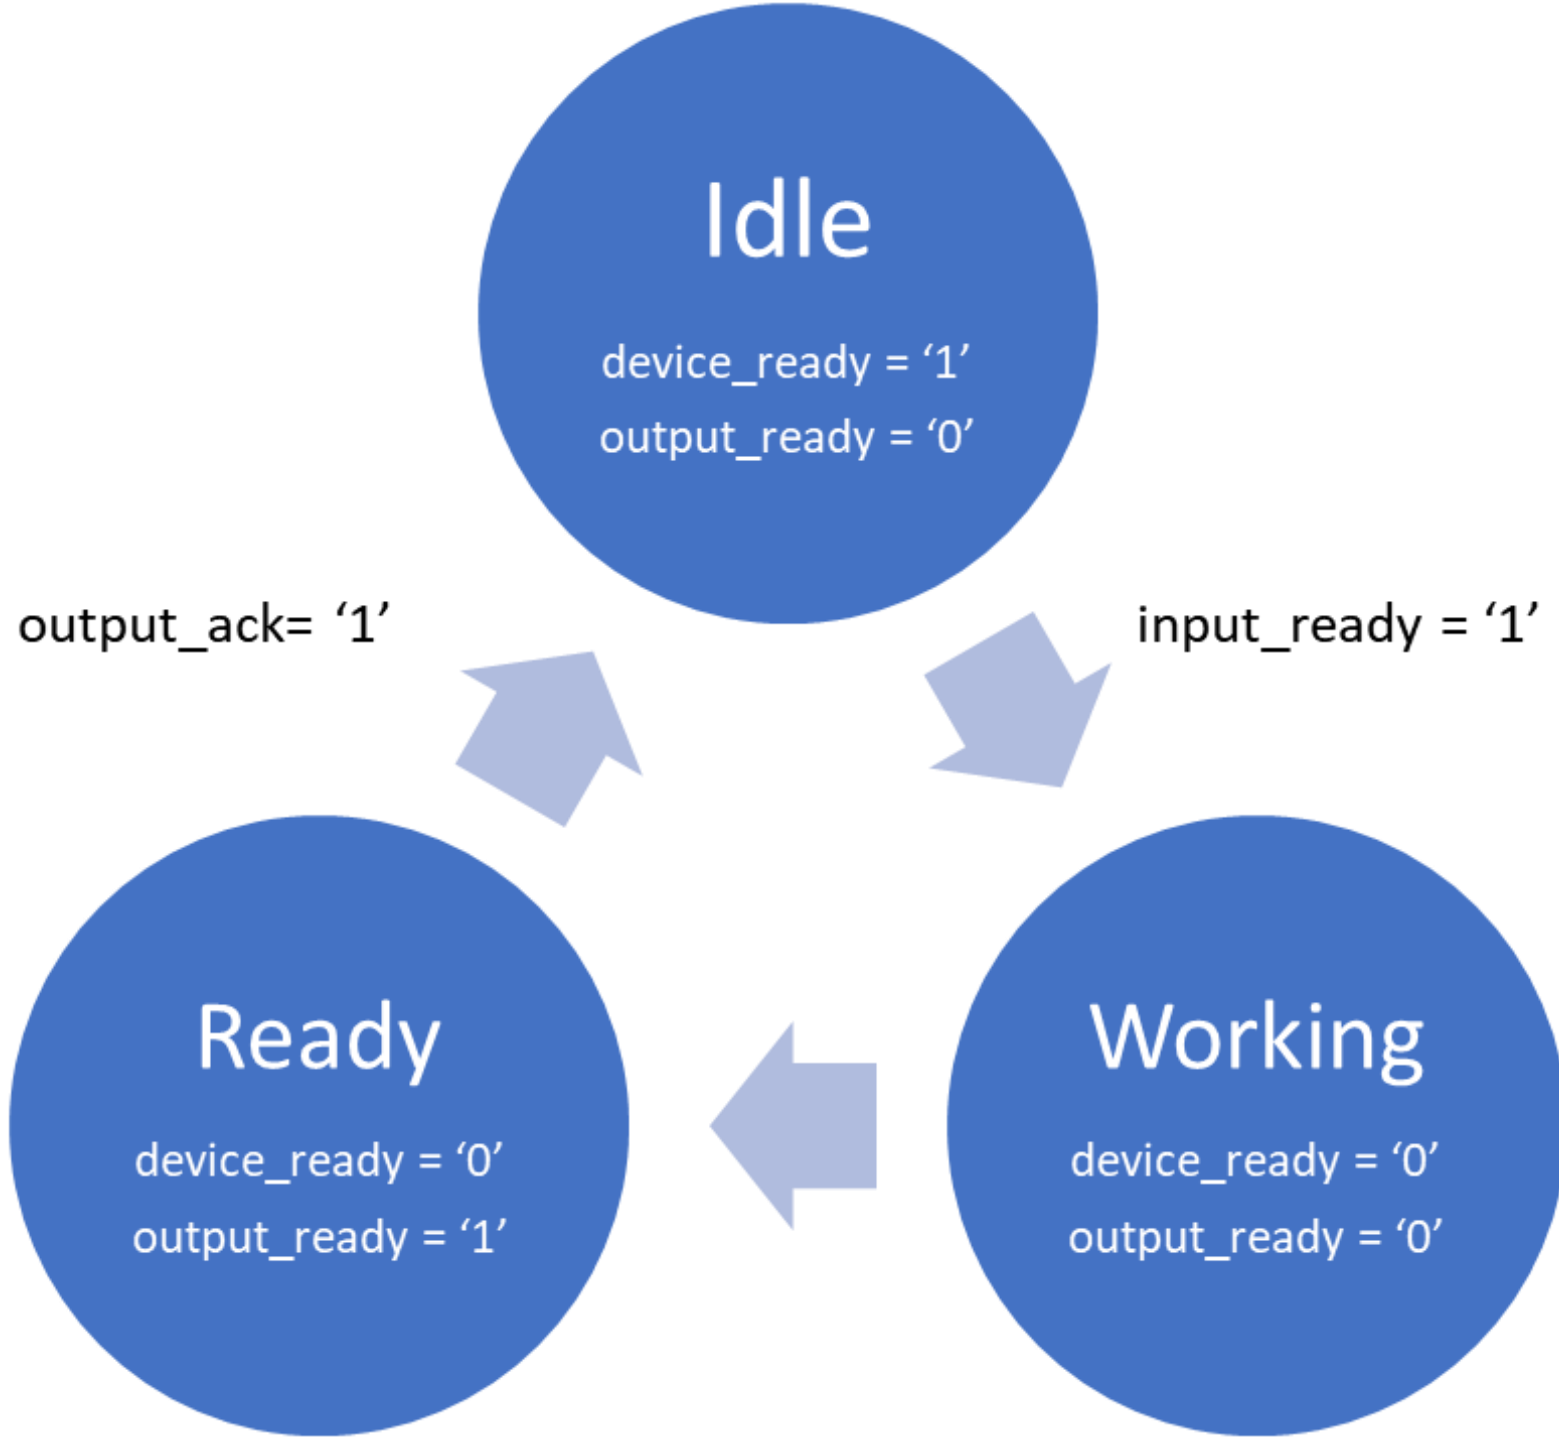 Idle
device_ready = ‘1’
output_ready = ‘0’
output_ack= ‘1’
input_ready = ‘1’
Ready
device_ready = ‘0’
output_ready = ‘1’
Working
device_ready = ‘0’
output_ready = ‘0’